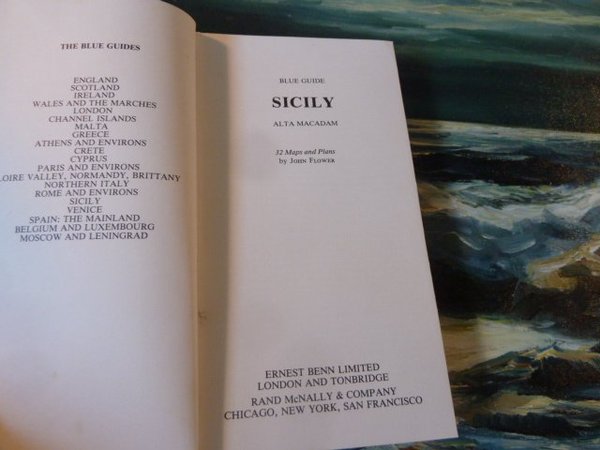 THE BLUE GUIDES
ENGLAND
SCOTLAND
IRELAND
WALES AND THE MARCHES
LONDON
CHANNEL ISLANDS
MALTA
GREECE
ATHENS AND ENVIRONS
CRETE
CYPRUS
PARIS AND ENVIRONS
LOIRE VALLEY, NORMANDY, BRITTANY
NORTHERN ITALY
ROME AND ENVIRONS
SICILY
VENICE
SPAIN: THE MAINLAND
BELGIUM AND LUXEMBOURG
MOSCOW AND LENINGRAD
BLUE GUIDE
SICILY
ALTA MACADAM
32 Maps and Plans
by JOHN FLOWER
ERNEST BENN LIMITED
LONDON AND TONBRIDGE
RAND McNALLY & COMPANY
CHICAGO, NEW YORK, SAN FRANCISCO